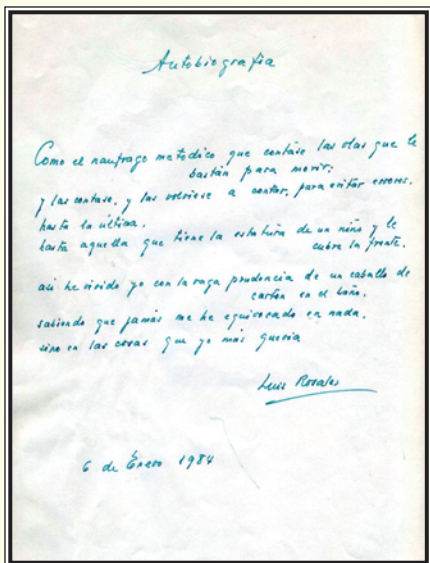 Autobiografía
Como el naufrago metódico que contase las olas que le
bastan para morir;
y las contase, y las volviese a contar, para evitar errores,
hasta la última,
hasta aquella que tiene la estatura de un niño y le
cubre la frente,
así he vivido yo con la vaga prudencia de un caballo de
cartón en el baño,
sabiendo que jamás me he equivocado en nada,
sino en las cosas que yo más quería
Luis Rosales
6 de Enero 1984